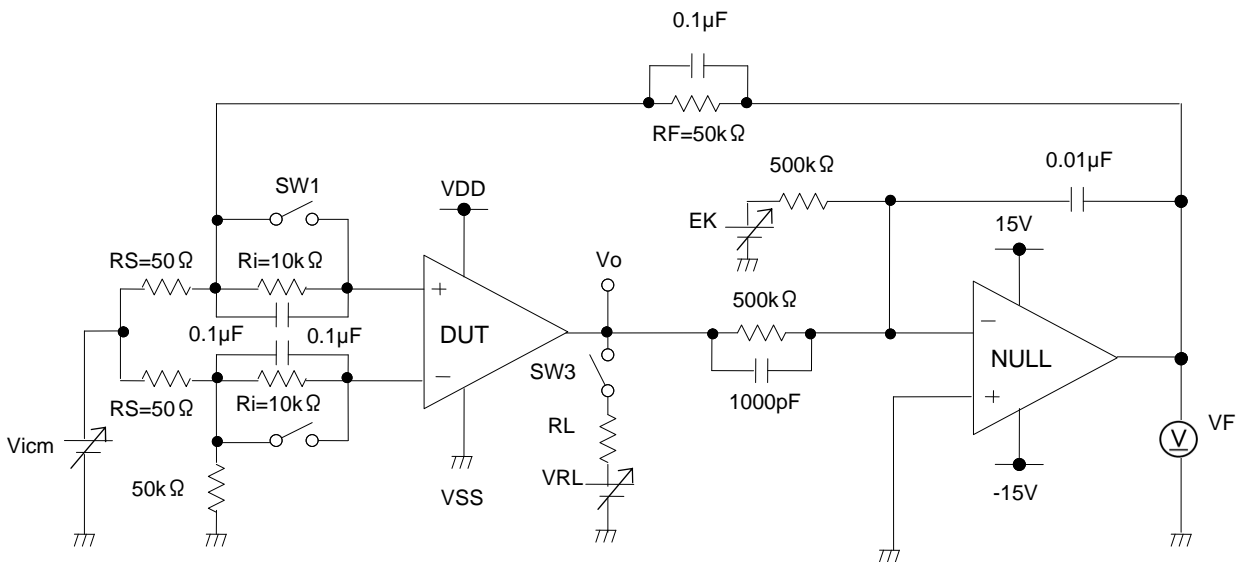 0.1µF
RF=50kΩ
500kΩ
0.01µF
SW1
VDD
EK
15V
RS=50Ω
Ri=10kΩ
Vo
500kΩ
+
0.1µF
0.1µF
DUT
−
NULL
−
SW3
+
1000pF
RS=50Ω
Ri=10kΩ
RL
VF
V
Vicm
VRL
50kΩ
VSS
-15V